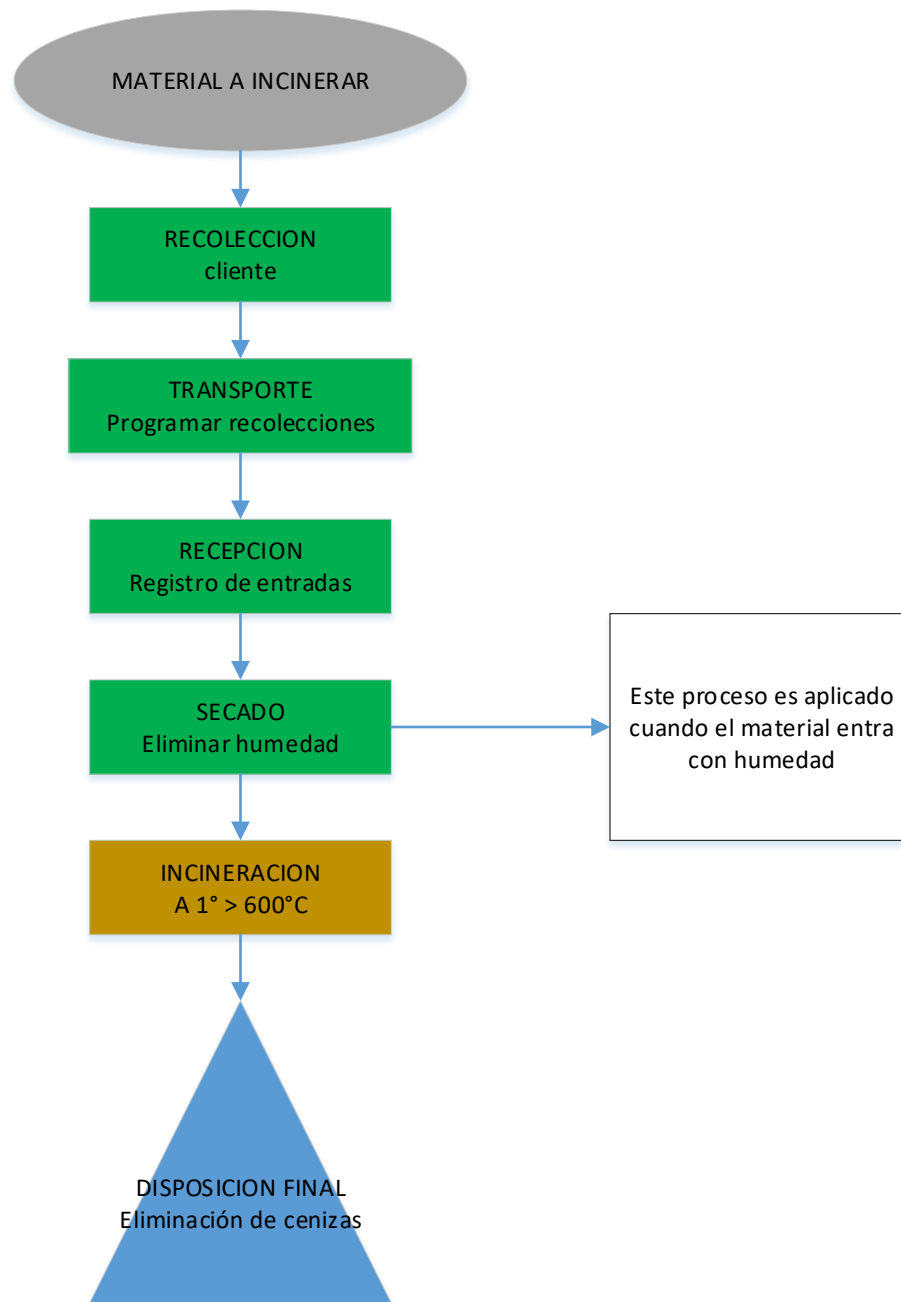 MATERIAL A INCINERAR
RECOLECCION
cliente
TRANSPORTE
Programar recolecciones
RECEPCION
Registro de entradas
SECADO
Eliminar humedad
Este proceso es aplicado
cuando el material entra
con humedad
INCINERACION
A 1° > 600°C
DISPOSICION FINAL
Eliminación de cenizas